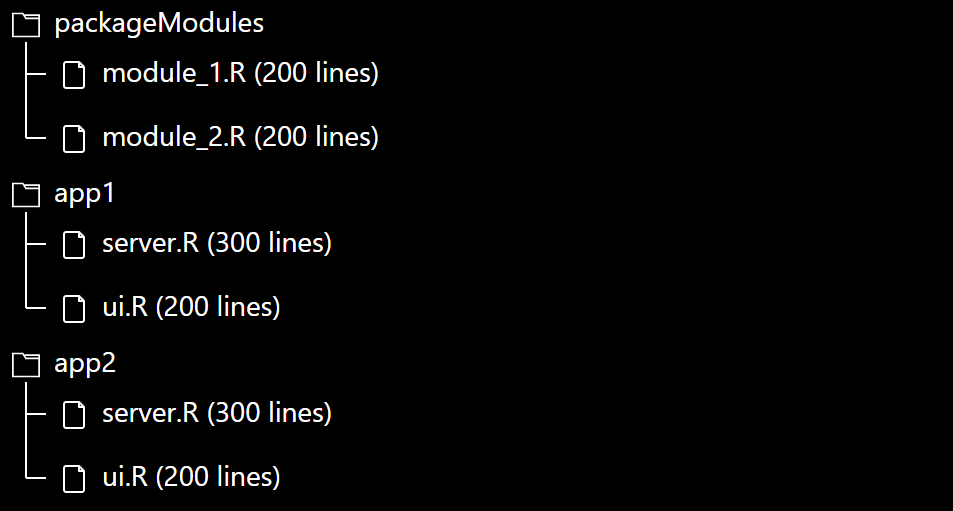 packageModules
module_1.R (200 lines)
module_2.R (200 lines)
app1
server.R (300 lines)
ui.R (200 lines)
app2
server.R (300 lines)
ui.R (200 lines)